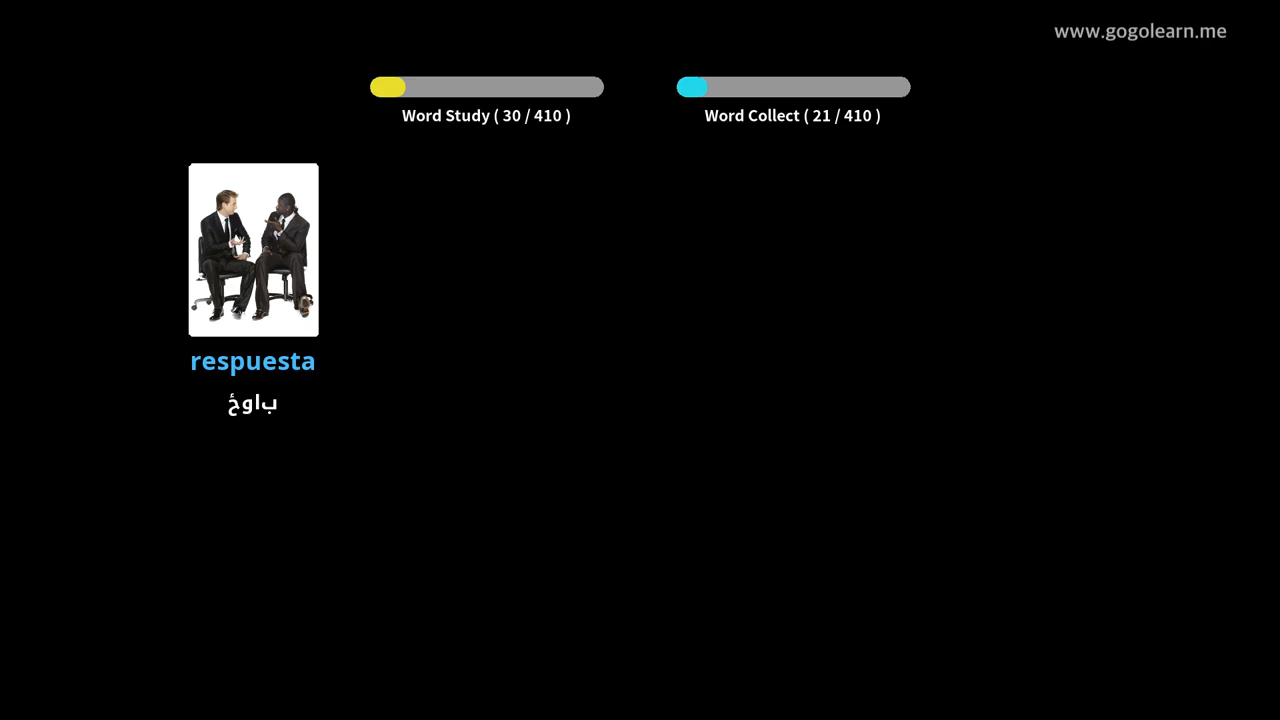 www.gogolearn.me
Word Study ( 30 / 410 )
Word Collect ( 21 / 410 )
respuesta
باوځ